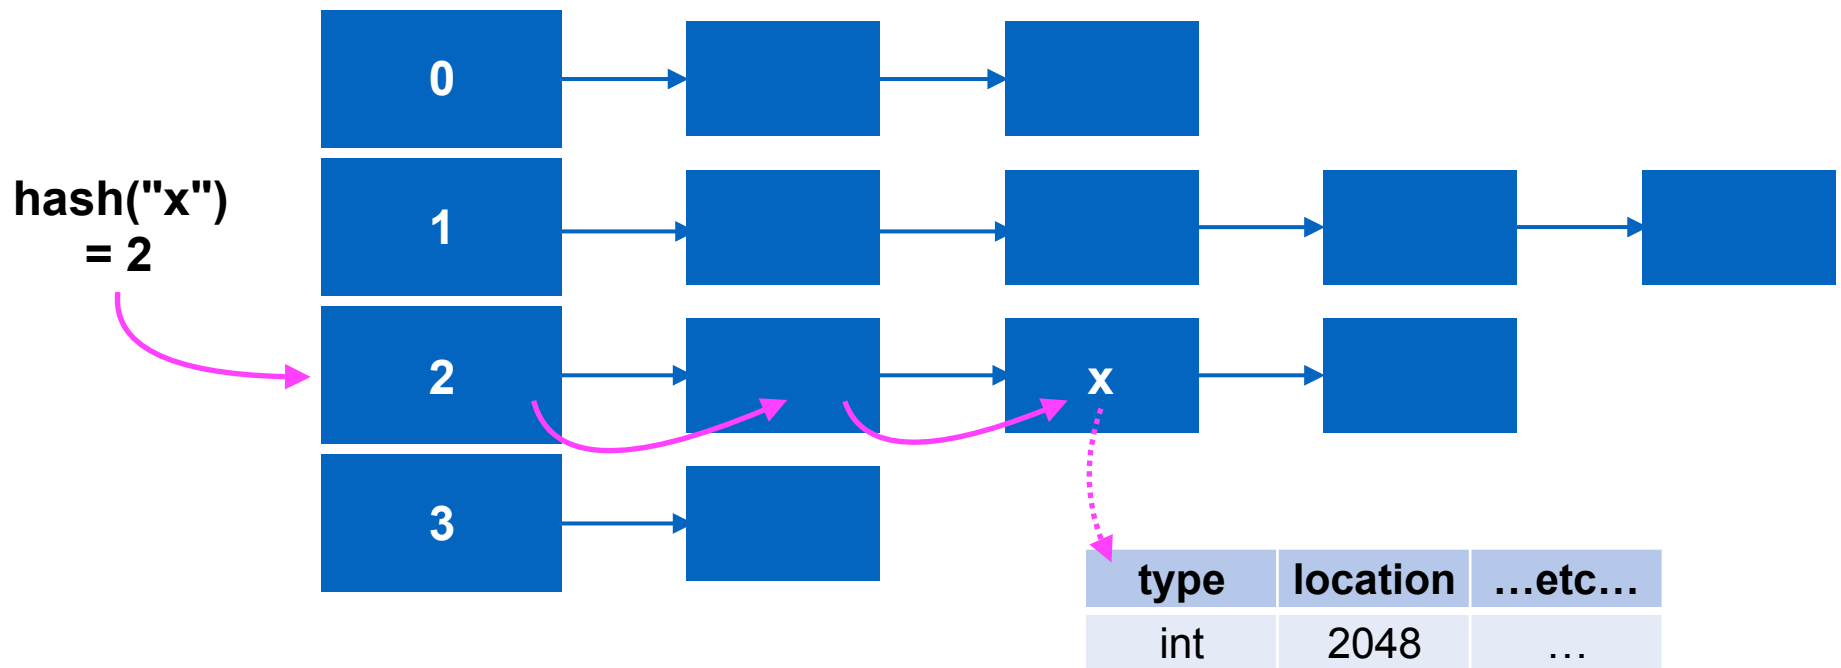 0
hash("x")
= 2
1
2
x
3
type location …etc…
int 2048 …